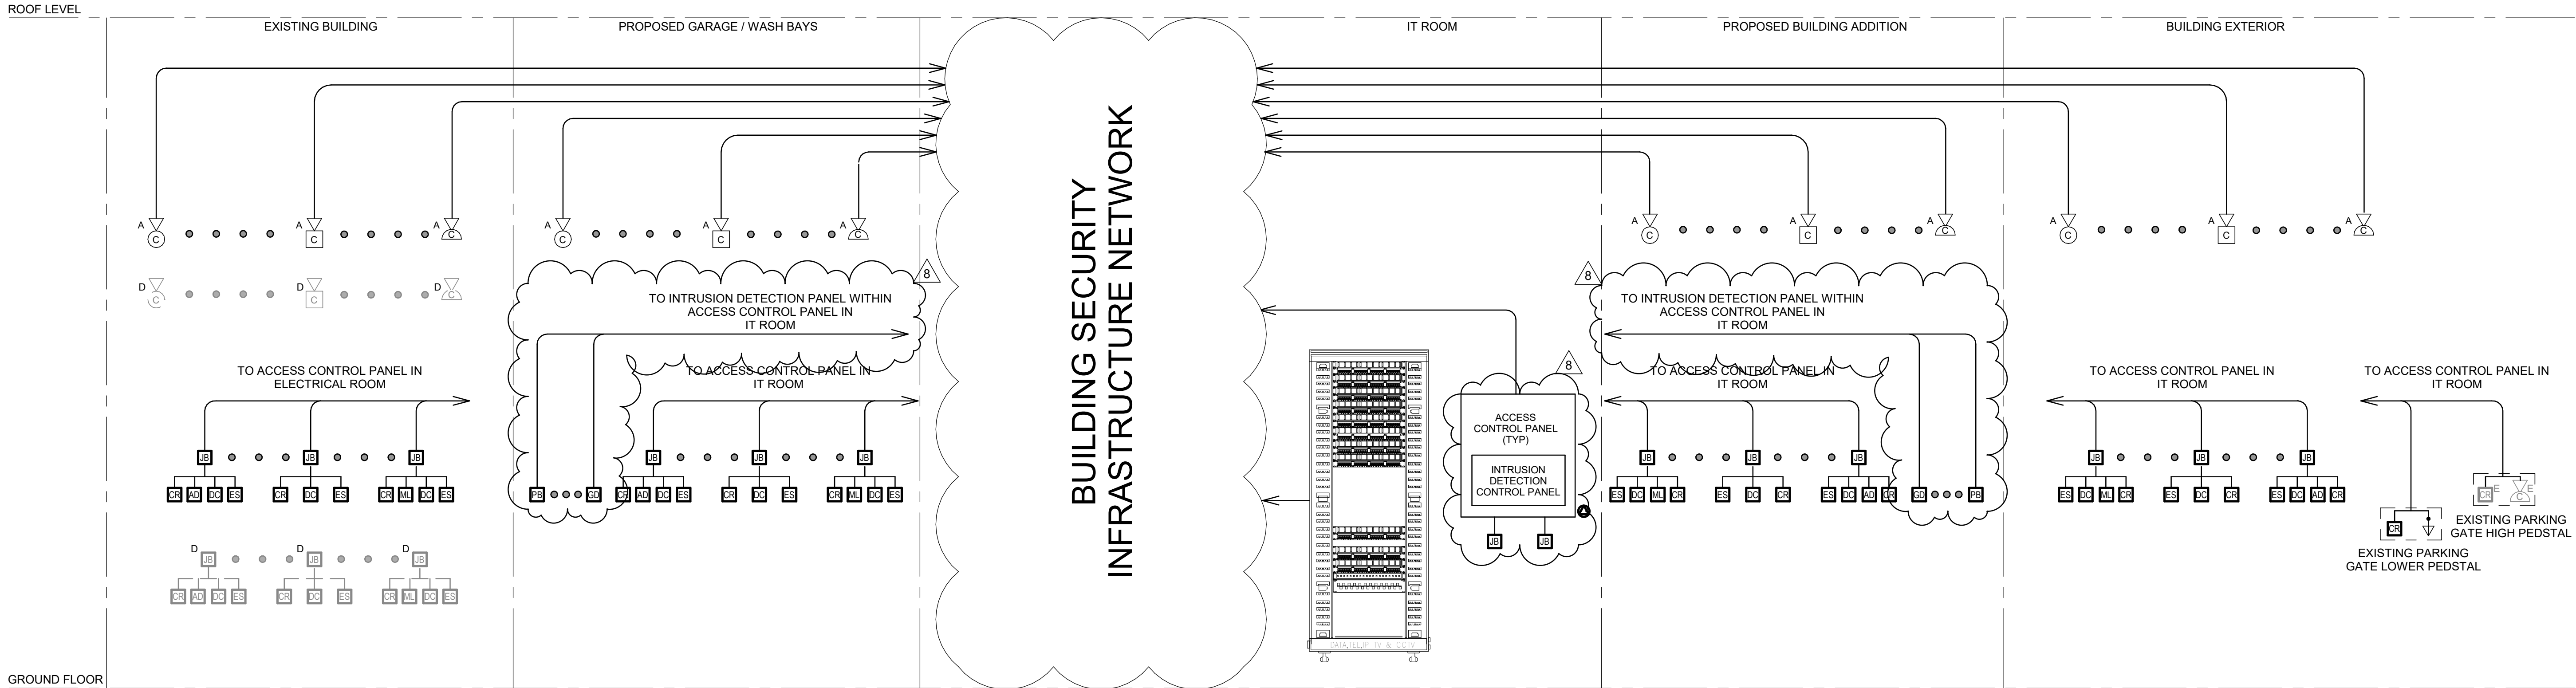 ROOF LEVEL
EXISTING BUILDING
PROPOSED GARAGE / WASH BAYS
IT ROOM
PROPOSED BUILDING ADDITION
BUILDING EXTERIOR
BUILDING SECURITY
INFRASTRUCTURE NETWORK
A C A C A C
A C A C A C
A C A C A C
A C A C A C
D C D C D C
8
TO INTRUSION DETECTION PANEL WITHIN
ACCESS CONTROL PANEL IN
IT ROOM
8
TO INTRUSION DETECTION PANEL WITHIN
ACCESS CONTROL PANEL IN
IT ROOM
TO ACCESS CONTROL PANEL IN
ELECTRICAL ROOM
TO ACCESS CONTROL PANEL IN
IT ROOM
8
ACCESS
CONTROL PANEL
(TYP)
INTRUSION
DETECTION
CONTROL PANEL
JB JB
TO ACCESS CONTROL PANEL IN
IT ROOM
TO ACCESS CONTROL PANEL IN
IT ROOM
TO ACCESS CONTROL PANEL IN
IT ROOM
JB JB JB
CR AD DC ES CR DC ES CR ML DC ES
PB GD
JB JB JB
CR AD DC ES CR DC ES CR ML DC ES
JB JB JB
ES DC ML CR ES DC CR ES DC AD CR
GD PB
JB JB JB
ES DC ML CR ES DC CR ES DC AD CR
CR E C E
EXISTING PARKING
GATE HIGH PEDSTAL
CR
EXISTING PARKING
GATE LOWER PEDSTAL
D JB D JB D JB
CR AD DC ES CR DC ES CR ML DC ES
DATA,TEL,IP TV & CCTV
GROUND FLOOR